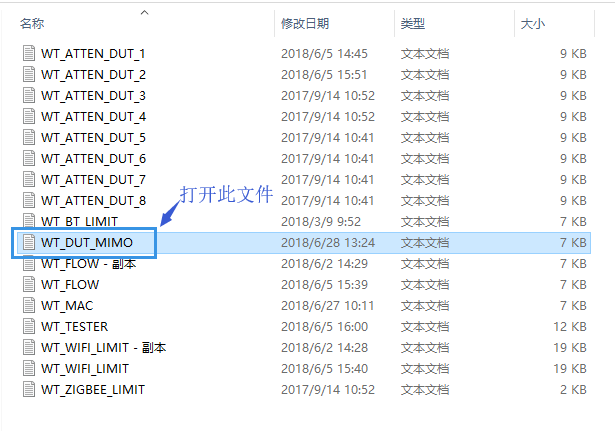 名称 修改日期 类型 大小
WT_ATTEN_DUT_1 2018/6/5 14:45 文本文档 9 KB
WT_ATTEN_DUT_2 2018/6/5 15:51 文本文档 9 KB
WT_ATTEN_DUT_3 2017/9/14 10:52 文本文档 9 KB
WT_ATTEN_DUT_4 2017/9/14 10:52 文本文档 9 KB
WT_ATTEN_DUT_5 2017/9/14 10:41 文本文档 9 KB
WT_ATTEN_DUT_6 2017/9/14 10:41 文本文档 9 KB
WT_ATTEN_DUT_7 2017/9/14 10:41 文本文档 9 KB
WT_ATTEN_DUT_8 2017/9/14 10:41 文本文档 9 KB
打开此文件
WT_BT_LIMIT 2018/3/9 9:52 文本文档 7 KB
WT_DUT_MIMO 2018/6/28 13:24 文本文档 7 KB
WT_FLOW - 副本 2018/6/2 14:29 文本文档 7 KB
WT_FLOW 2018/6/5 15:39 文本文档 7 KB
WT_MAC 2018/6/27 10:11 文本文档 7 KB
WT_TESTER 2018/6/5 16:00 文本文档 12 KB
WT_WIFI_LIMIT - 副本 2018/6/2 14:28 文本文档 19 KB
WT_WIFI_LIMIT 2018/6/5 15:40 文本文档 19 KB
WT_ZIGBEE_LIMIT 2017/9/14 10:52 文本文档 2 KB